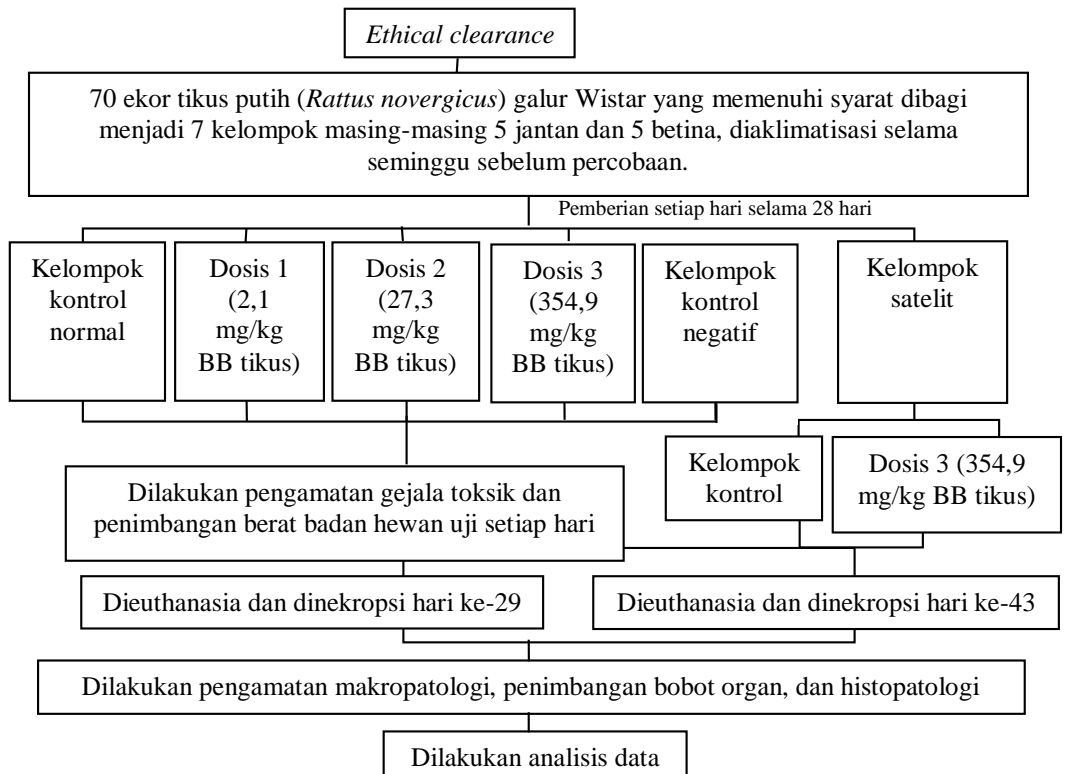 Ethical clearance
70 ekor tikus putih (Rattus novergicus) galur Wistar yang memenuhi syarat dibagi
menjadi 7 kelompok masing-masing 5 jantan dan 5 betina, diaklimatisasi selama
seminggu sebelum percobaan.
Pemberian setiap hari selama 28 hari
Kelompok
kontrol
normal
Dosis 1
(2,1
mg/kg
BB tikus)
Dosis 2
(27,3
mg/kg
BB tikus)
Dosis 3
(354,9
mg/kg
BB tikus)
Kelompok
kontrol
negatif
Kelompok
satelit
Kelompok
kontrol
Dosis 3 (354,9
mg/kg BB tikus)
Dilakukan pengamatan gejala toksik dan
penimbangan berat badan hewan uji setiap hari
Dieuthanasia dan dinekropsi hari ke-29
Dieuthanasia dan dinekropsi hari ke-43
Dilakukan pengamatan makropatologi, penimbangan bobot organ, dan histopatologi
Dilakukan analisis data